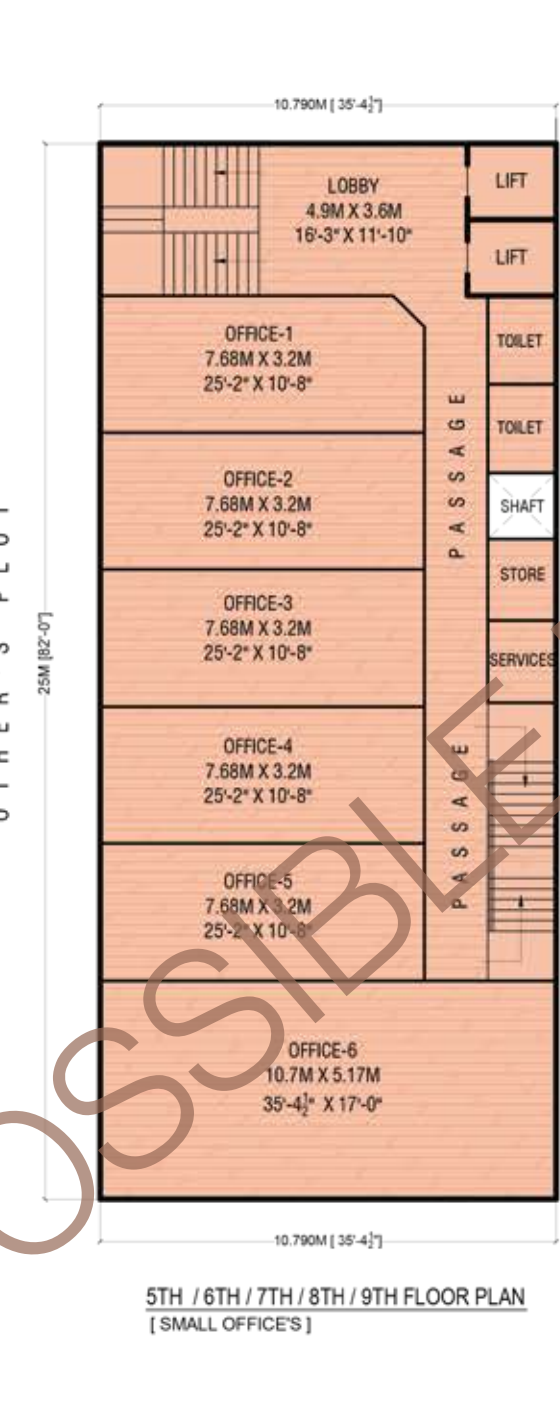 10.790M [ 35'-4½"]
LOBBY
4.9M X 3.6M
16'-3" X 11'-10"
LIFT
LIFT
OFFICE-1
7.68M X 3.2M
25'-2" X 10'-8"
TOILET
TOILET
PASSAGE
OFFICE-2
7.68M X 3.2M
25'-2" X 10'-8"
SHAFT
STORE
OFFICE-3
7.68M X 3.2M
25'-2" X 10'-8"
25M [82'-0"]
SERVICES
OFFICE-4
7.68M X 3.2M
25'-2" X 10'-8"
PASSAGE
OFFICE-5
7.68M X 3.2M
25'-2" X 10'-8"
OFFICE-6
10.7M X 5.17M
35'-4½" X 17'-0"
OSSIBLE
10.790M [ 35'-4½"]
5TH / 6TH / 7TH / 8TH / 9TH FLOOR PLAN
[ SMALL OFFICE'S ]